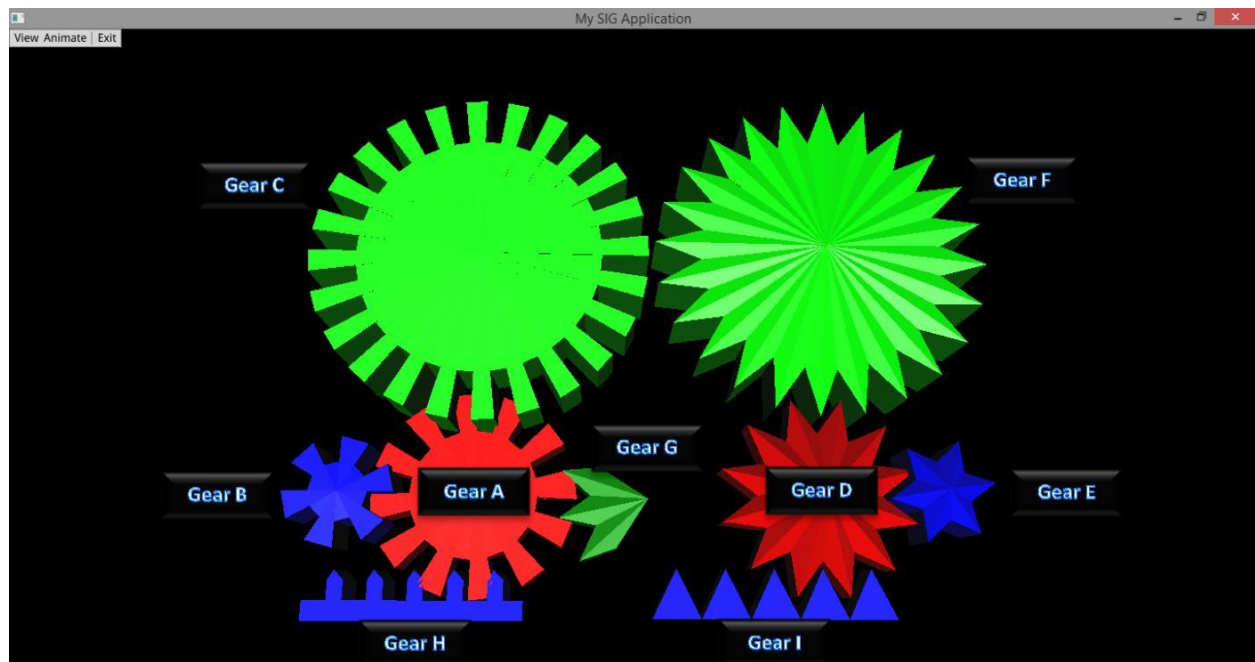 My SIG Application
View Animate | Exit
Gear C
Gear F
Gear G
Gear B
Gear A
Gear D
Gear E
Gear H
Gear I